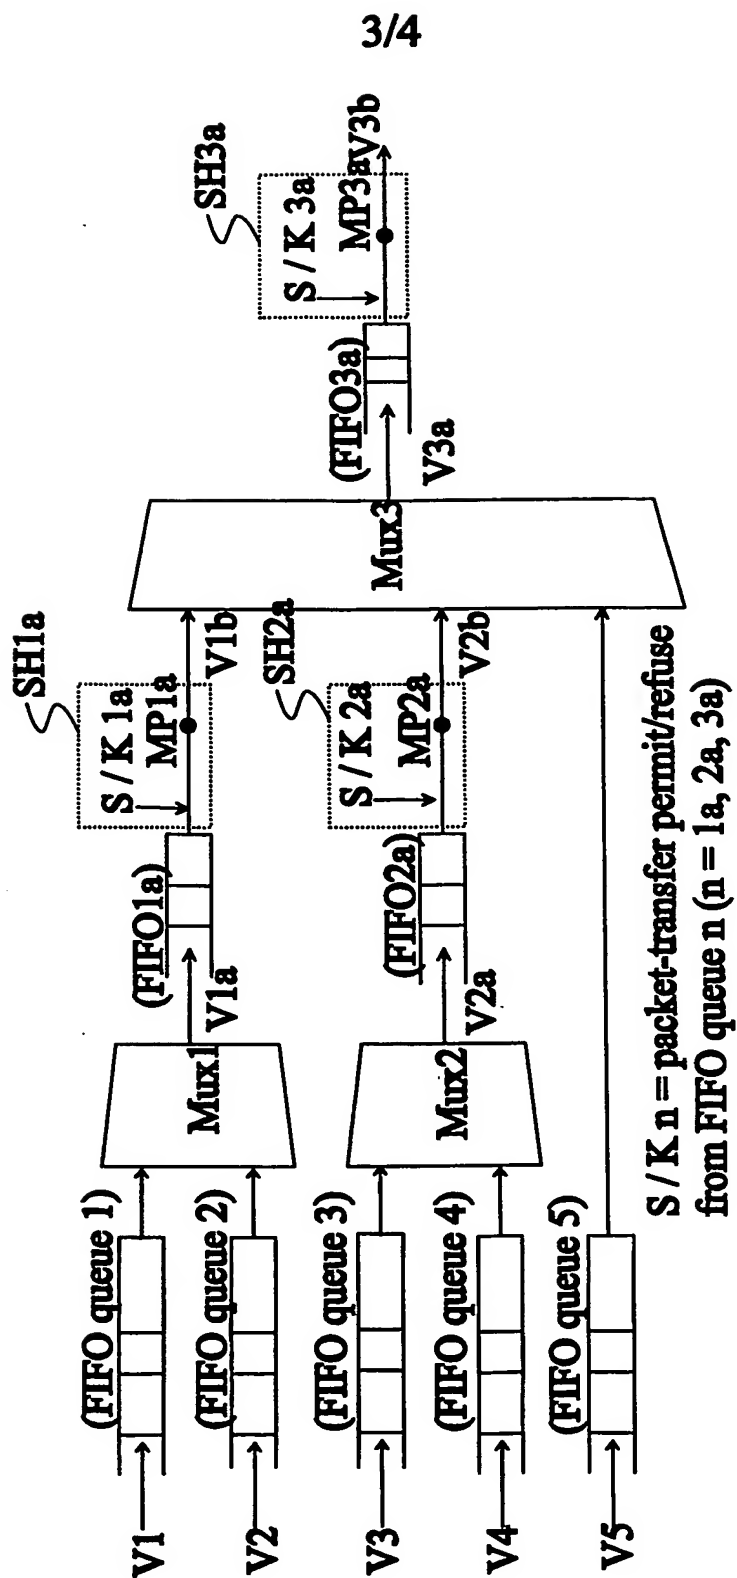 3/4
V1
V2
V3
V4
V5
(FIFO queue 1)
(FIFO queue 2)
(FIFO queue 3)
(FIFO queue 4)
(FIFO queue 5)
Mux1
Mux2
V1a
V2a
(FIFO1a)
(FIFO2a)
SH1a
S / K 1a
MP1a
V1b
SH2a
S / K 2a
MP2a
V2b
Mux3
V3a
(FIFO3a)
SH3a
S / K 3a
MP3a
V3b
S / K n = packet-transfer permit/refuse
from FIFO queue n (n = 1a, 2a, 3a)